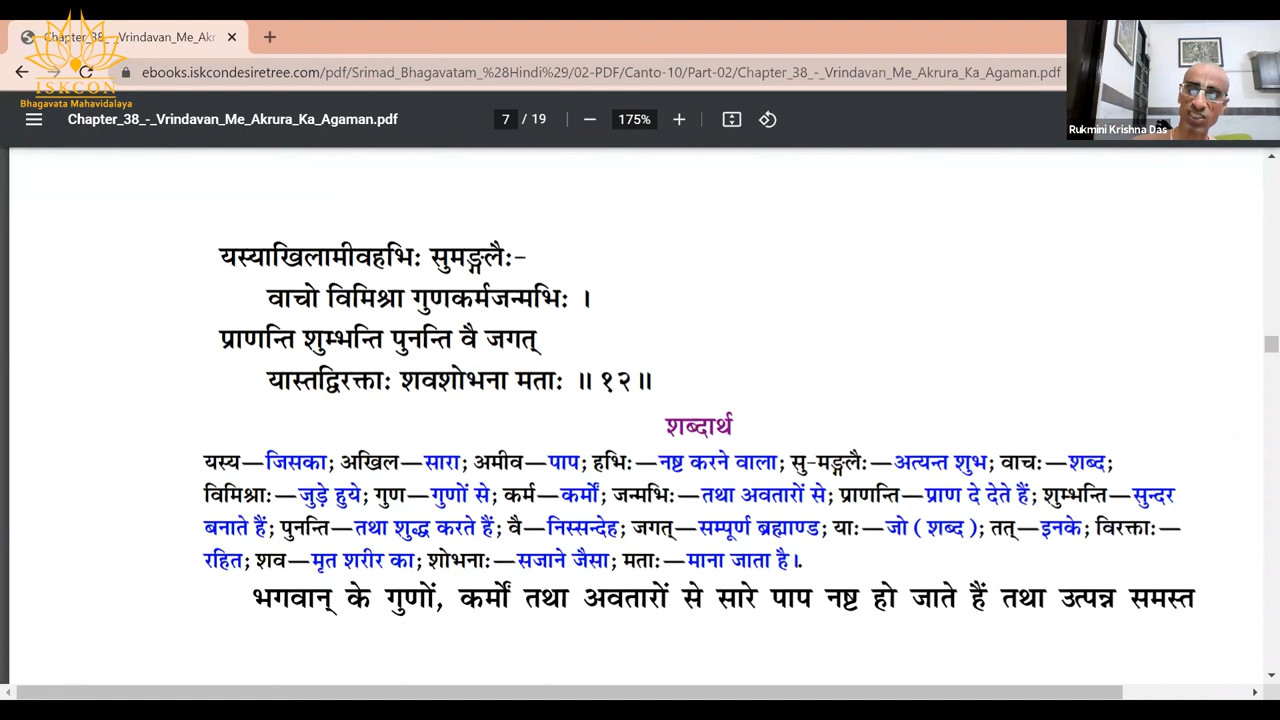 Chapter_38_-_Vrindavan_Me_Akr
ISKCON
Bhagavata Mahavidalaya
ebooks.iskcondesiretree.com/pdf/Srimad_Bhagavatam_%28Hindi%29/02-PDF/Canto-10/Part-02/Chapter_38_-_Vrindavan_Me_Akrura_Ka_Agaman.pdf
Rukmini Krishna Das
Chapter_38_-_Vrindavan_Me_Akrura_Ka_Agaman.pdf 7 / 19 175%
यस्याखिलामीवहभिः सुमङ्गलैः-
वाचो विमिश्रा गुणकर्मजन्मभिः ।
प्राणन्ति शुम्भन्ति पुनन्ति वै जगत्
यास्तद्विरक्ताः शवशोभना मताः ॥ १२॥
शब्दार्थ
यस्य—जिसका; अखिल—सारा; अमीव—पाप; हभिः—नष्ट करने वाला; सु-मङ्गलैः—अत्यन्त शुभ; वाचः—शब्द;
विमिश्राः—जुड़े हुये; गुण—गुणों से; कर्म—कर्मों; जन्मभिः—तथा अवतारों से; प्राणन्ति—प्राण दे देते हैं; शुम्भन्ति—सुन्दर
बनाते हैं; पुनन्ति—तथा शुद्ध करते हैं; वै—निस्सन्देह; जगत्—सम्पूर्ण ब्रह्माण्ड; याः—जो ( शब्द ); तत्—इनके; विरक्ताः—
रहित; शव—मृत शरीर का; शोभनाः—सजाने जैसा; मताः—माना जाता है।.
भगवान् के गुणों, कर्मों तथा अवतारों से सारे पाप नष्ट हो जाते हैं तथा उत्पन्न समस्त